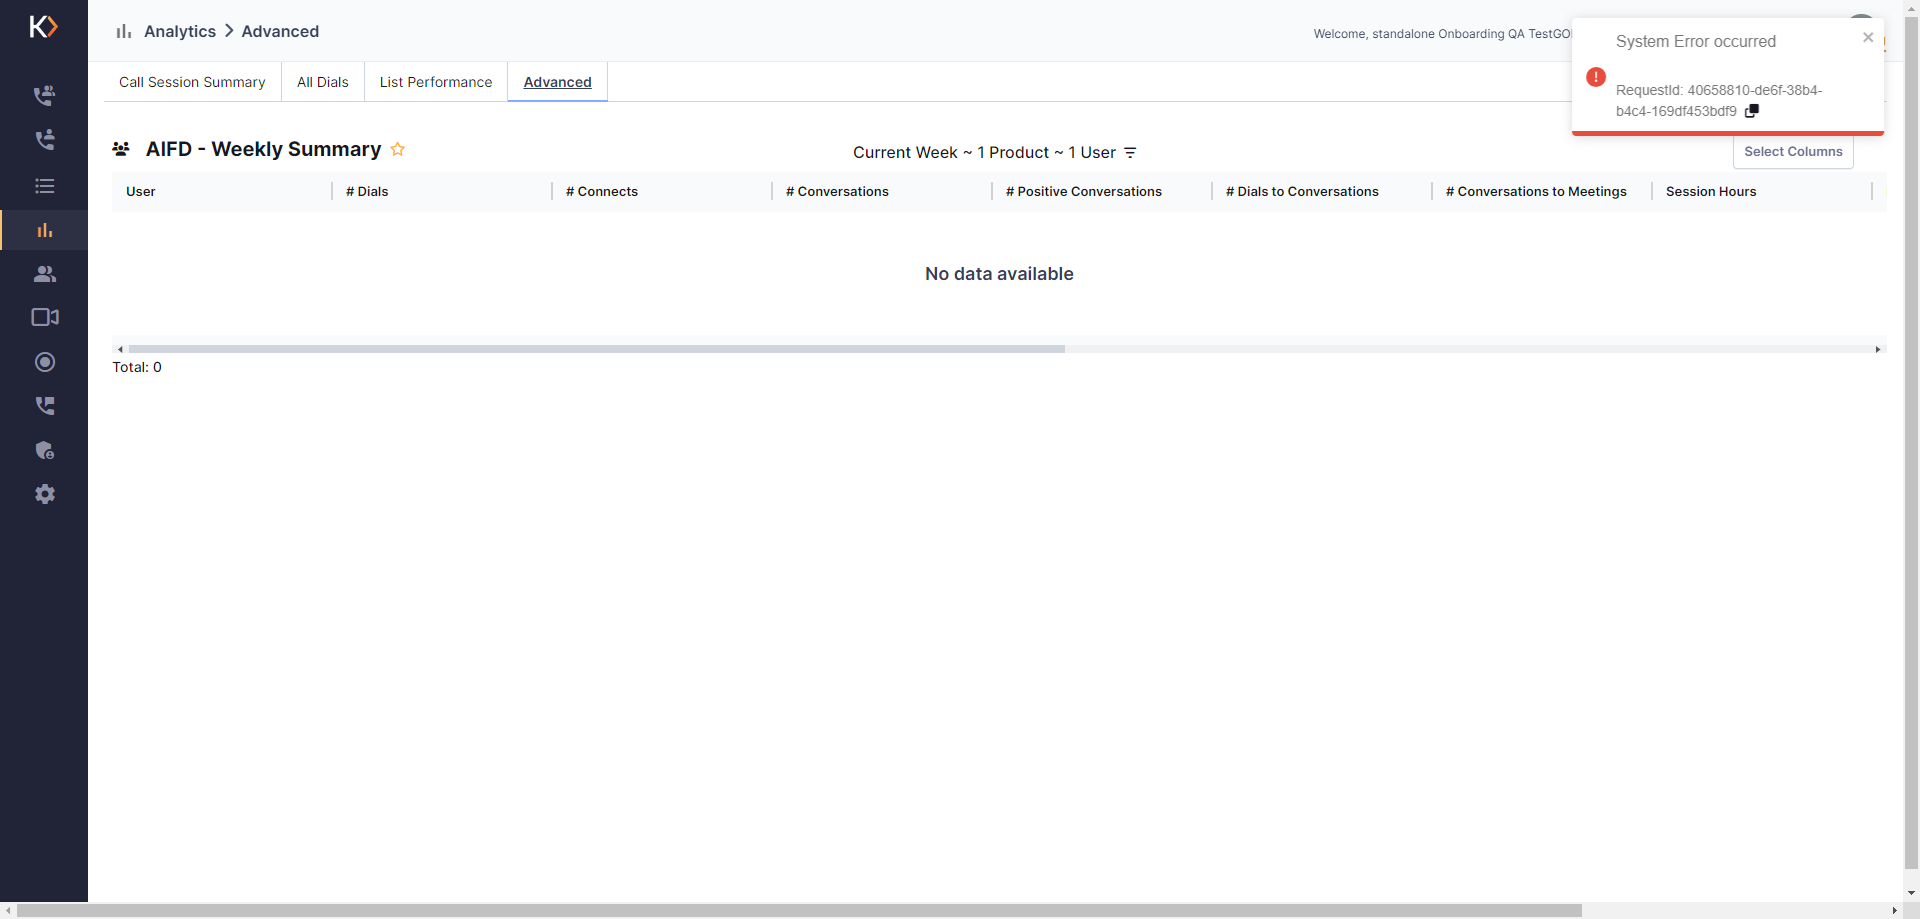 Analytics > Advanced
Welcome, standalone Onboarding QA TestGO
System Error occurred
RequestId: 40658810-de6f-38b4-
b4c4-169df453bdf9
Call Session Summary
All Dials
List Performance
Advanced
AIFD - Weekly Summary
Current Week ~ 1 Product ~ 1 User
Select Columns
User
# Dials
# Connects
# Conversations
# Positive Conversations
# Dials to Conversations
# Conversations to Meetings
Session Hours
No data available
Total: 0